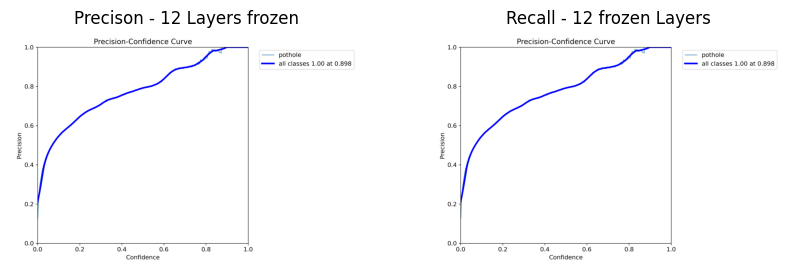 Precison - 12 Layers frozen
Precision-Confidence Curve
1.0
0.8
0.6
0.4
0.2
0.0
Precision
0.0 0.2 0.4 0.6 0.8 1.0
Confidence
pothole
all classes 1.00 at 0.898
Recall - 12 frozen Layers
Precision-Confidence Curve
1.0
0.8
0.6
0.4
0.2
0.0
Precision
0.0 0.2 0.4 0.6 0.8 1.0
Confidence
pothole
all classes 1.00 at 0.898